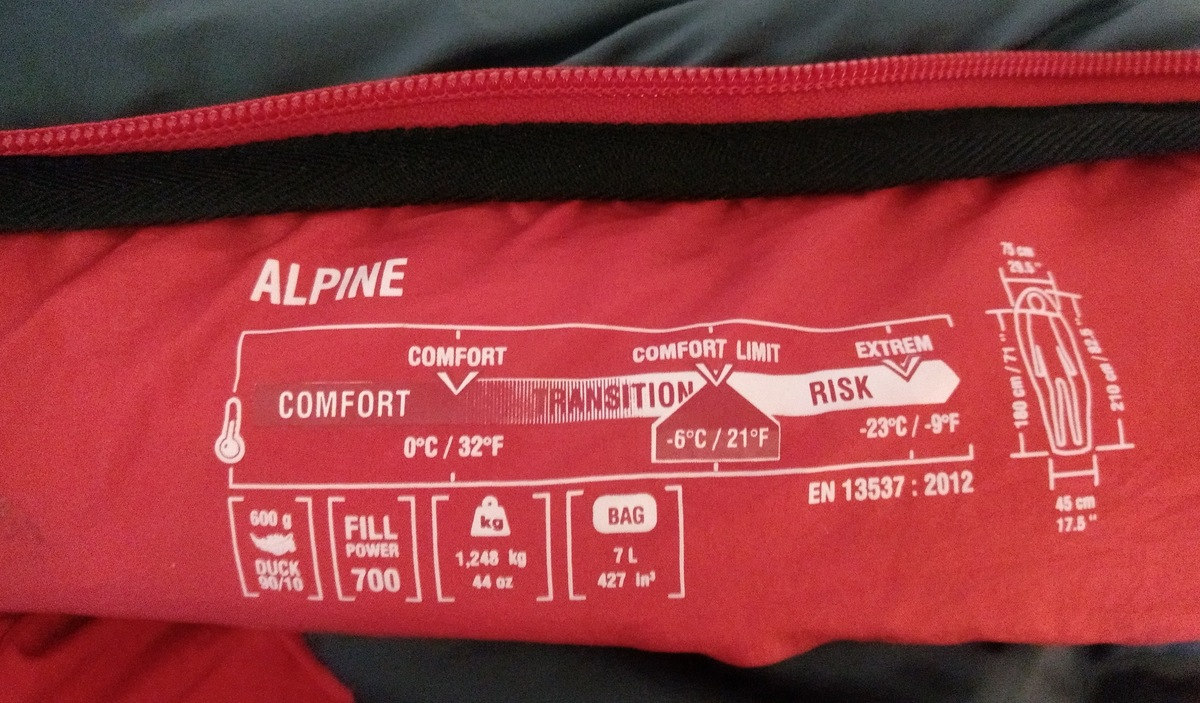 ALPINE
COMFORT
COMFORT LIMIT
EXTREM
COMFORT
TRANSITION
RISK
0°C / 32°F
-6°C / 21°F
-23°C / -9°F
EN 13537 : 2012
600 g
DUCK
90/10
FILL
POWER
700
kg
1,248 kg
44 oz
BAG
7 L
427 in³
75 cm
29.5 "
180 cm / 71 "
210 cm / 82.5 "
45 cm
17.5 "